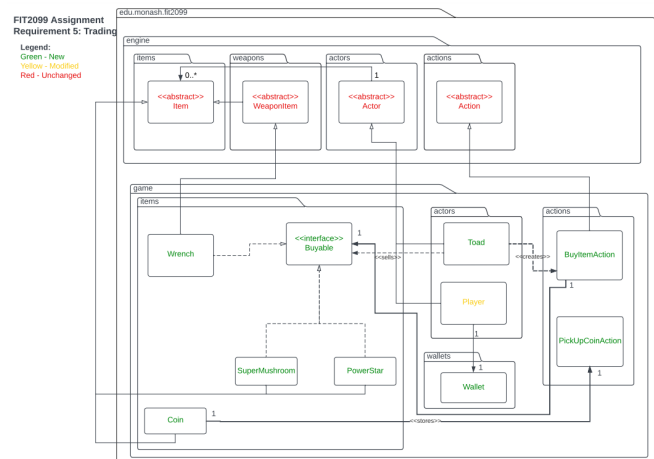 edu.monash.fit2099
FIT2099 Assignment
Requirement 5: Trading
Legend:
Green - New
Yellow - Modified
Red - Unchanged
engine
items
weapons
actors
actions
0..*
1
<<abstract>>
Item
<<abstract>>
WeaponItem
<<abstract>>
Actor
<<abstract>>
Action
game
items
actors
actions
Wrench
<<interface>>
Buyable
1
Toad
<<sells>>
<<creates>>
BuyItemAction
1
Player
1
PickUpCoinAction
1
wallets
1
Wallet
SuperMushroom
PowerStar
Coin
1
<<stores>>